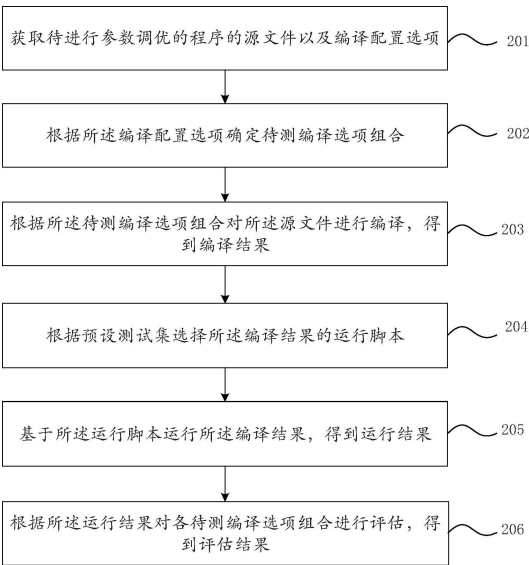 获取待进行参数调优的程序的源文件以及编译配置选项
201
根据所述编译配置选项确定待测编译选项组合
202
根据所述待测编译选项组合对所述源文件进行编译，得
到编译结果
203
根据预设测试集选择所述编译结果的运行脚本
204
基于所述运行脚本运行所述编译结果，得到运行结果
205
根据所述运行结果对各待测编译选项组合进行评估，得
到评估结果
206